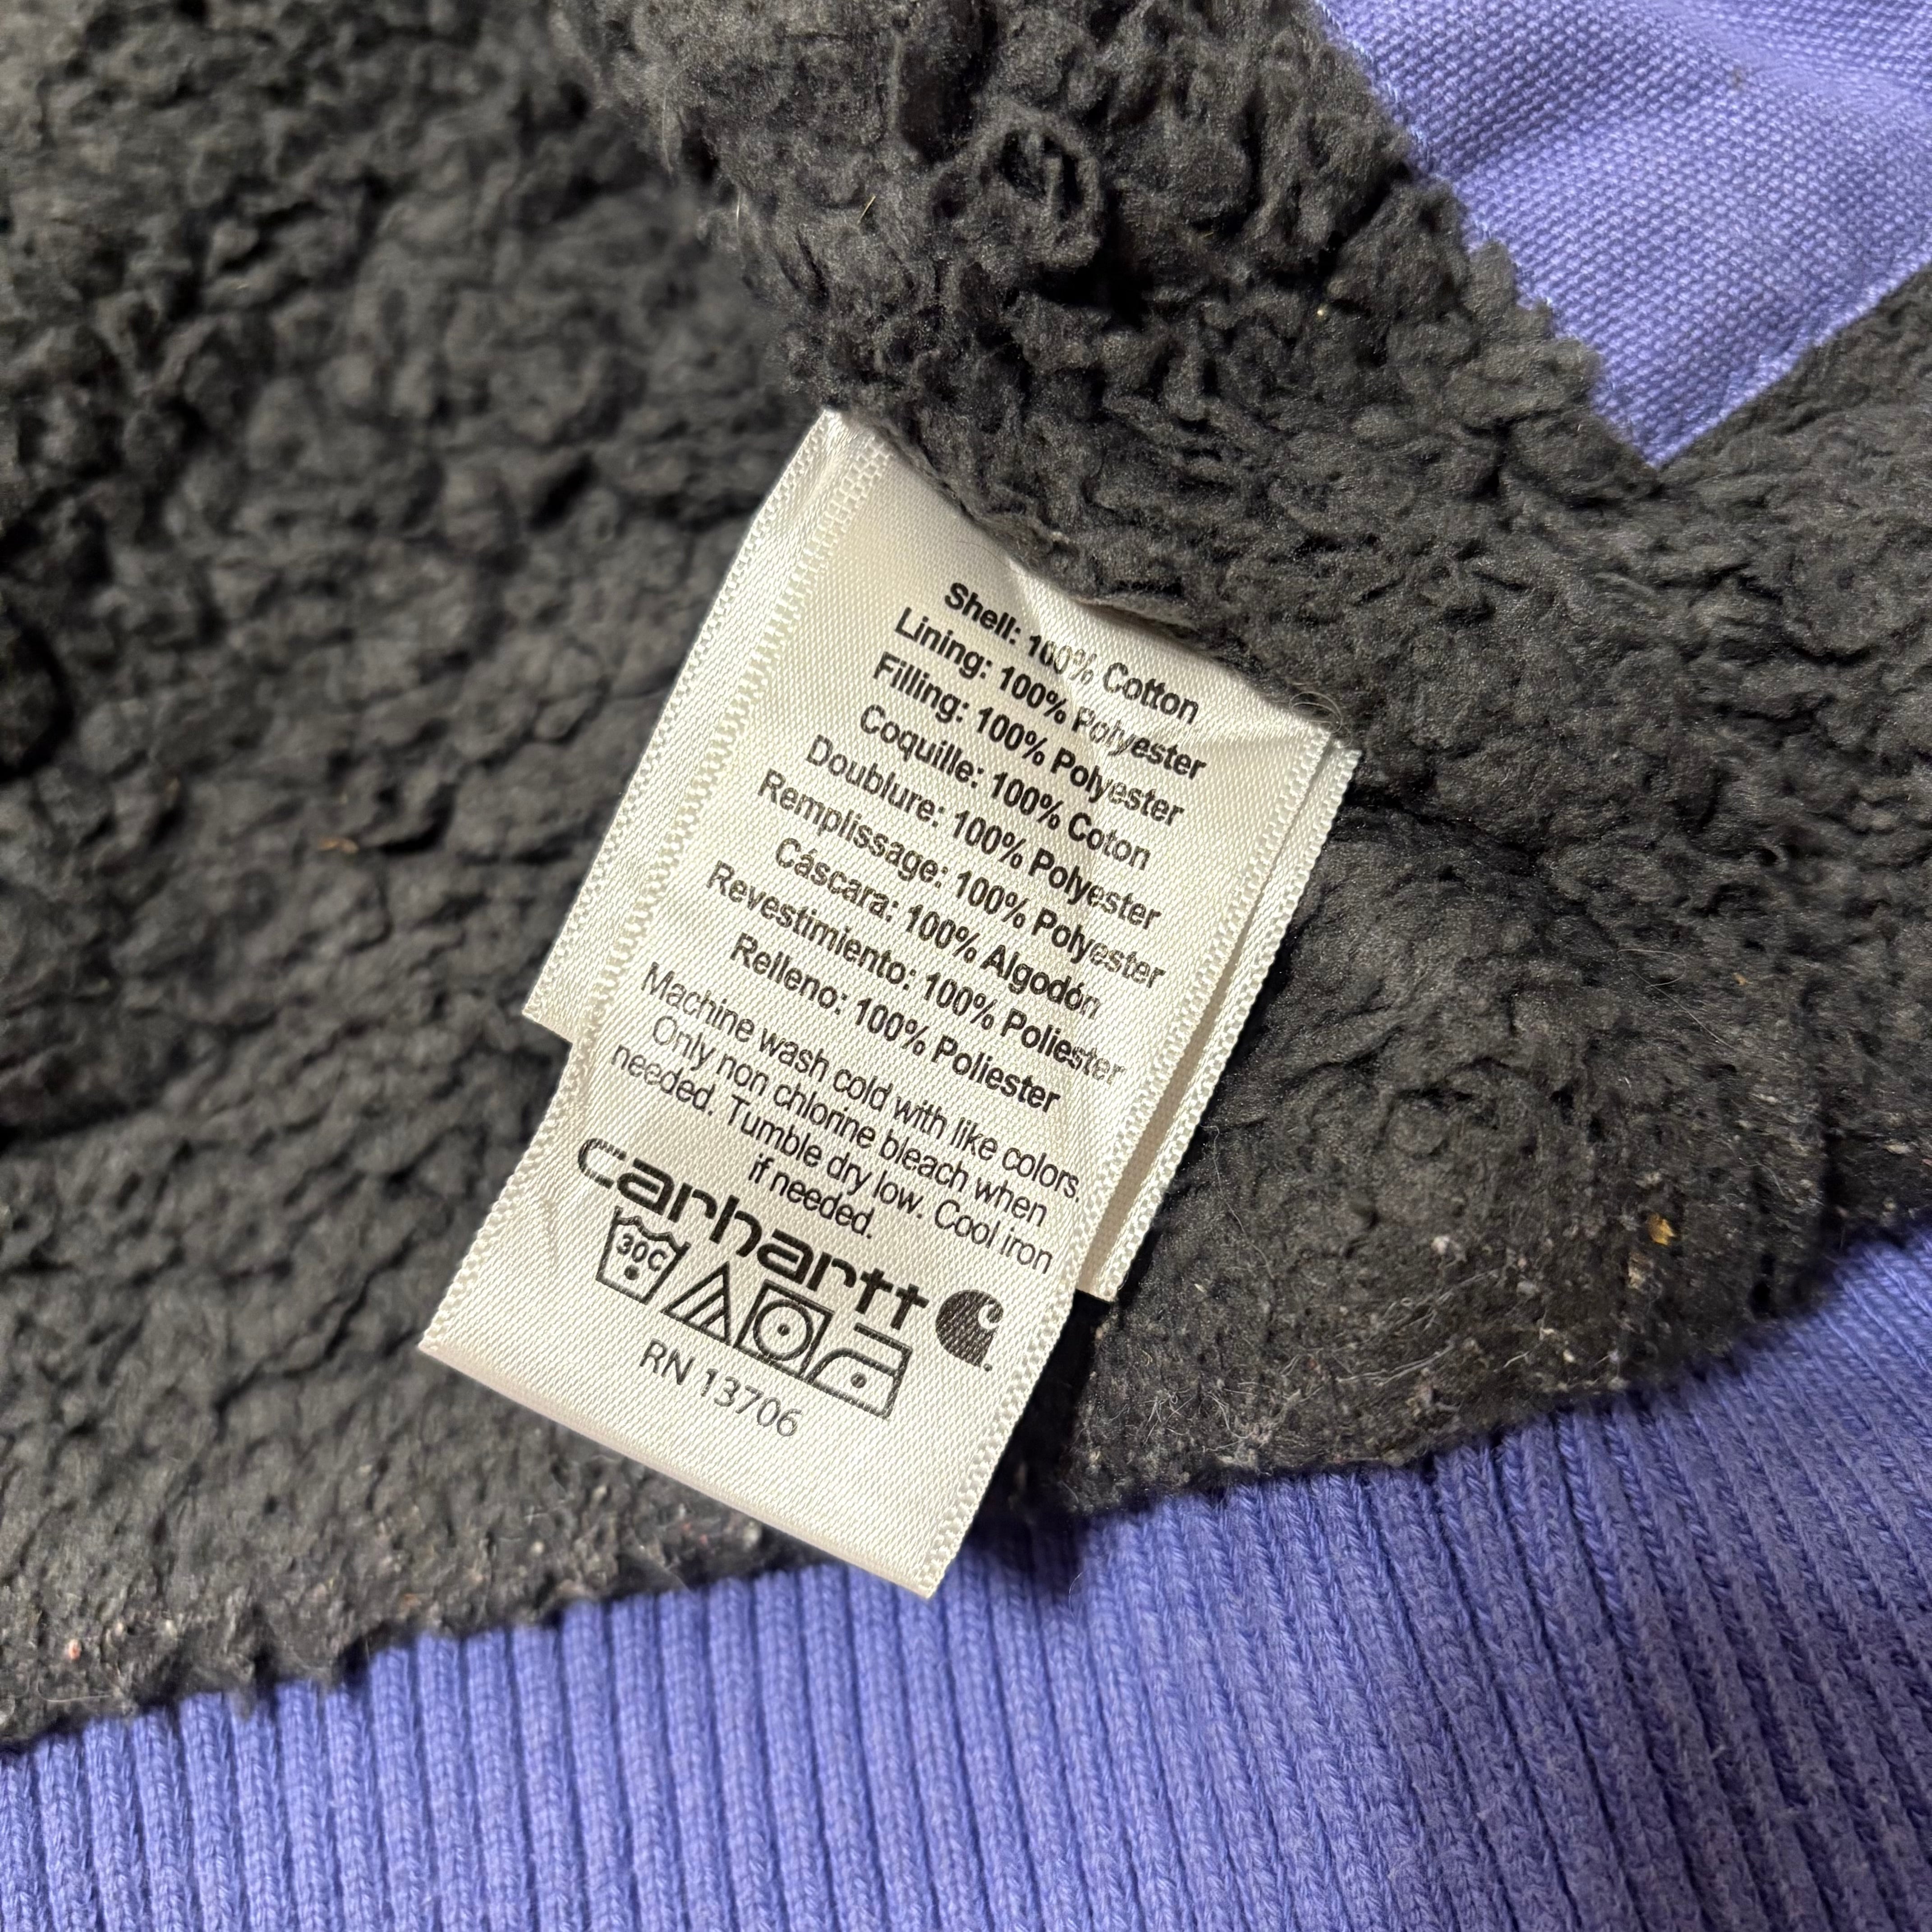 Shell: 100% Cotton
Lining: 100% Polyester
Filling: 100% Polyester
Coquille: 100% Coton
Doublure: 100% Polyester
Remplissage: 100% Polyester
Cáscara: 100% Algodón
Revestimiento: 100% Poliester
Relleno: 100% Poliester
Machine wash cold with like colors.
Only non chlorine bleach when
needed. Tumble dry low. Cool iron
if needed.
carhartt
30C
RN 13706